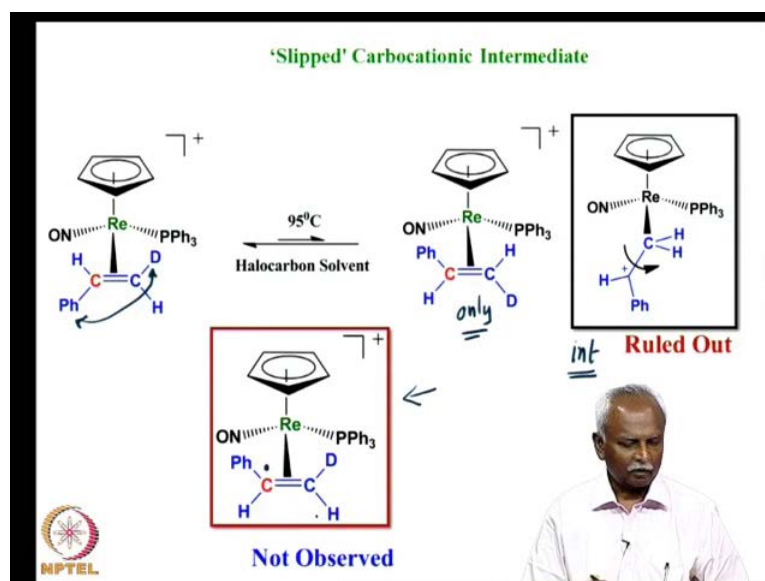 'Slipped' Carbocationic Intermediate
+
Re
ON
PPh3
H
D
C
C
Ph
H
95⁰C
Halocarbon Solvent
+
Re
ON
PPh3
Ph
H
C
C
H
D
only
Re
ON
PPh3
C
H
H
H
+
Ph
int
Ruled Out
+
Re
ON
PPh3
Ph
D
C
C
H
H
Not Observed
NPTEL